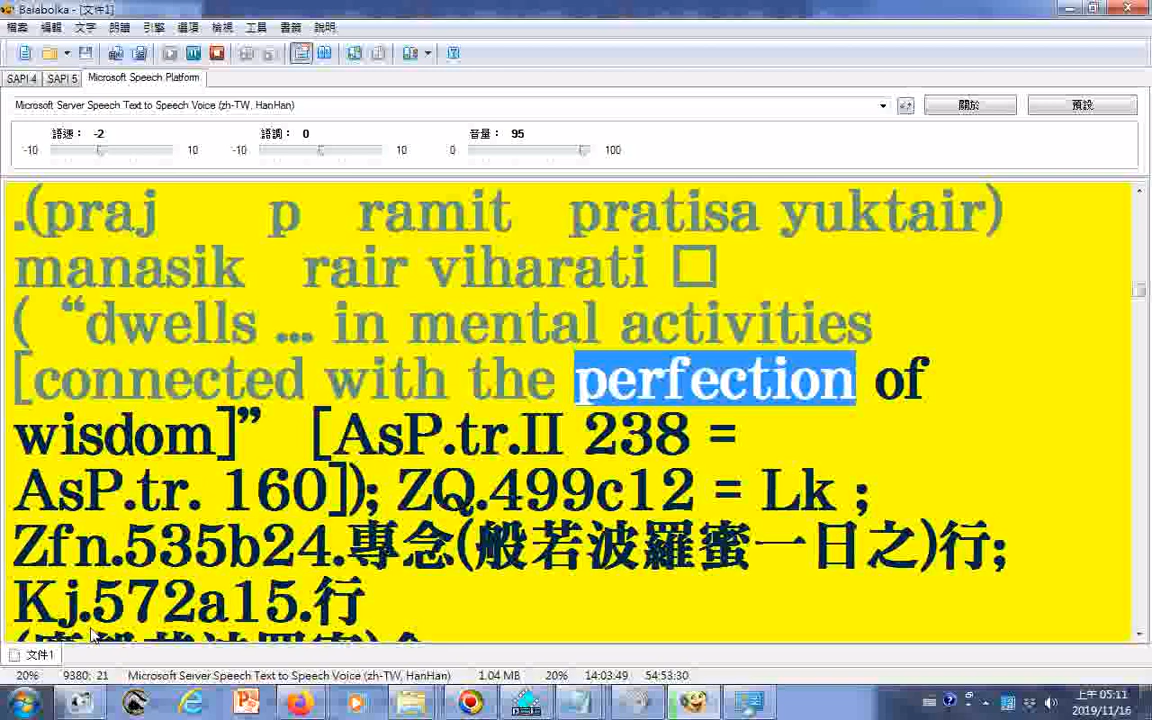 Balabolka - [文件1]
檔案 編輯 文字 朗讀 引擎 選項 檢視 工具 書籤 說明
SAPI 4 SAPI 5 Microsoft Speech Platform
Microsoft Server Speech Text to Speech Voice (zh-TW, HanHan) 關於 預設
語速: -2 語調: 0 音量: 95
-10 10 -10 10 0 100
.(praj p ramit pratisa yuktair)
manasik rair viharati □
( “dwells ... in mental activities
[connected with the perfection of
wisdom]” [AsP.tr.II 238 =
AsP.tr. 160]); ZQ.499c12 = Lk ;
Zfn.535b24.專念(般若波羅蜜一日之)行;
Kj.572a15.行
文件1
20% 9380; 21 Microsoft Server Speech Text to Speech Voice (zh-TW, HanHan) 1.04 MB 20% 14:03:49 54:53:30
上午 05:11
2019/11/16